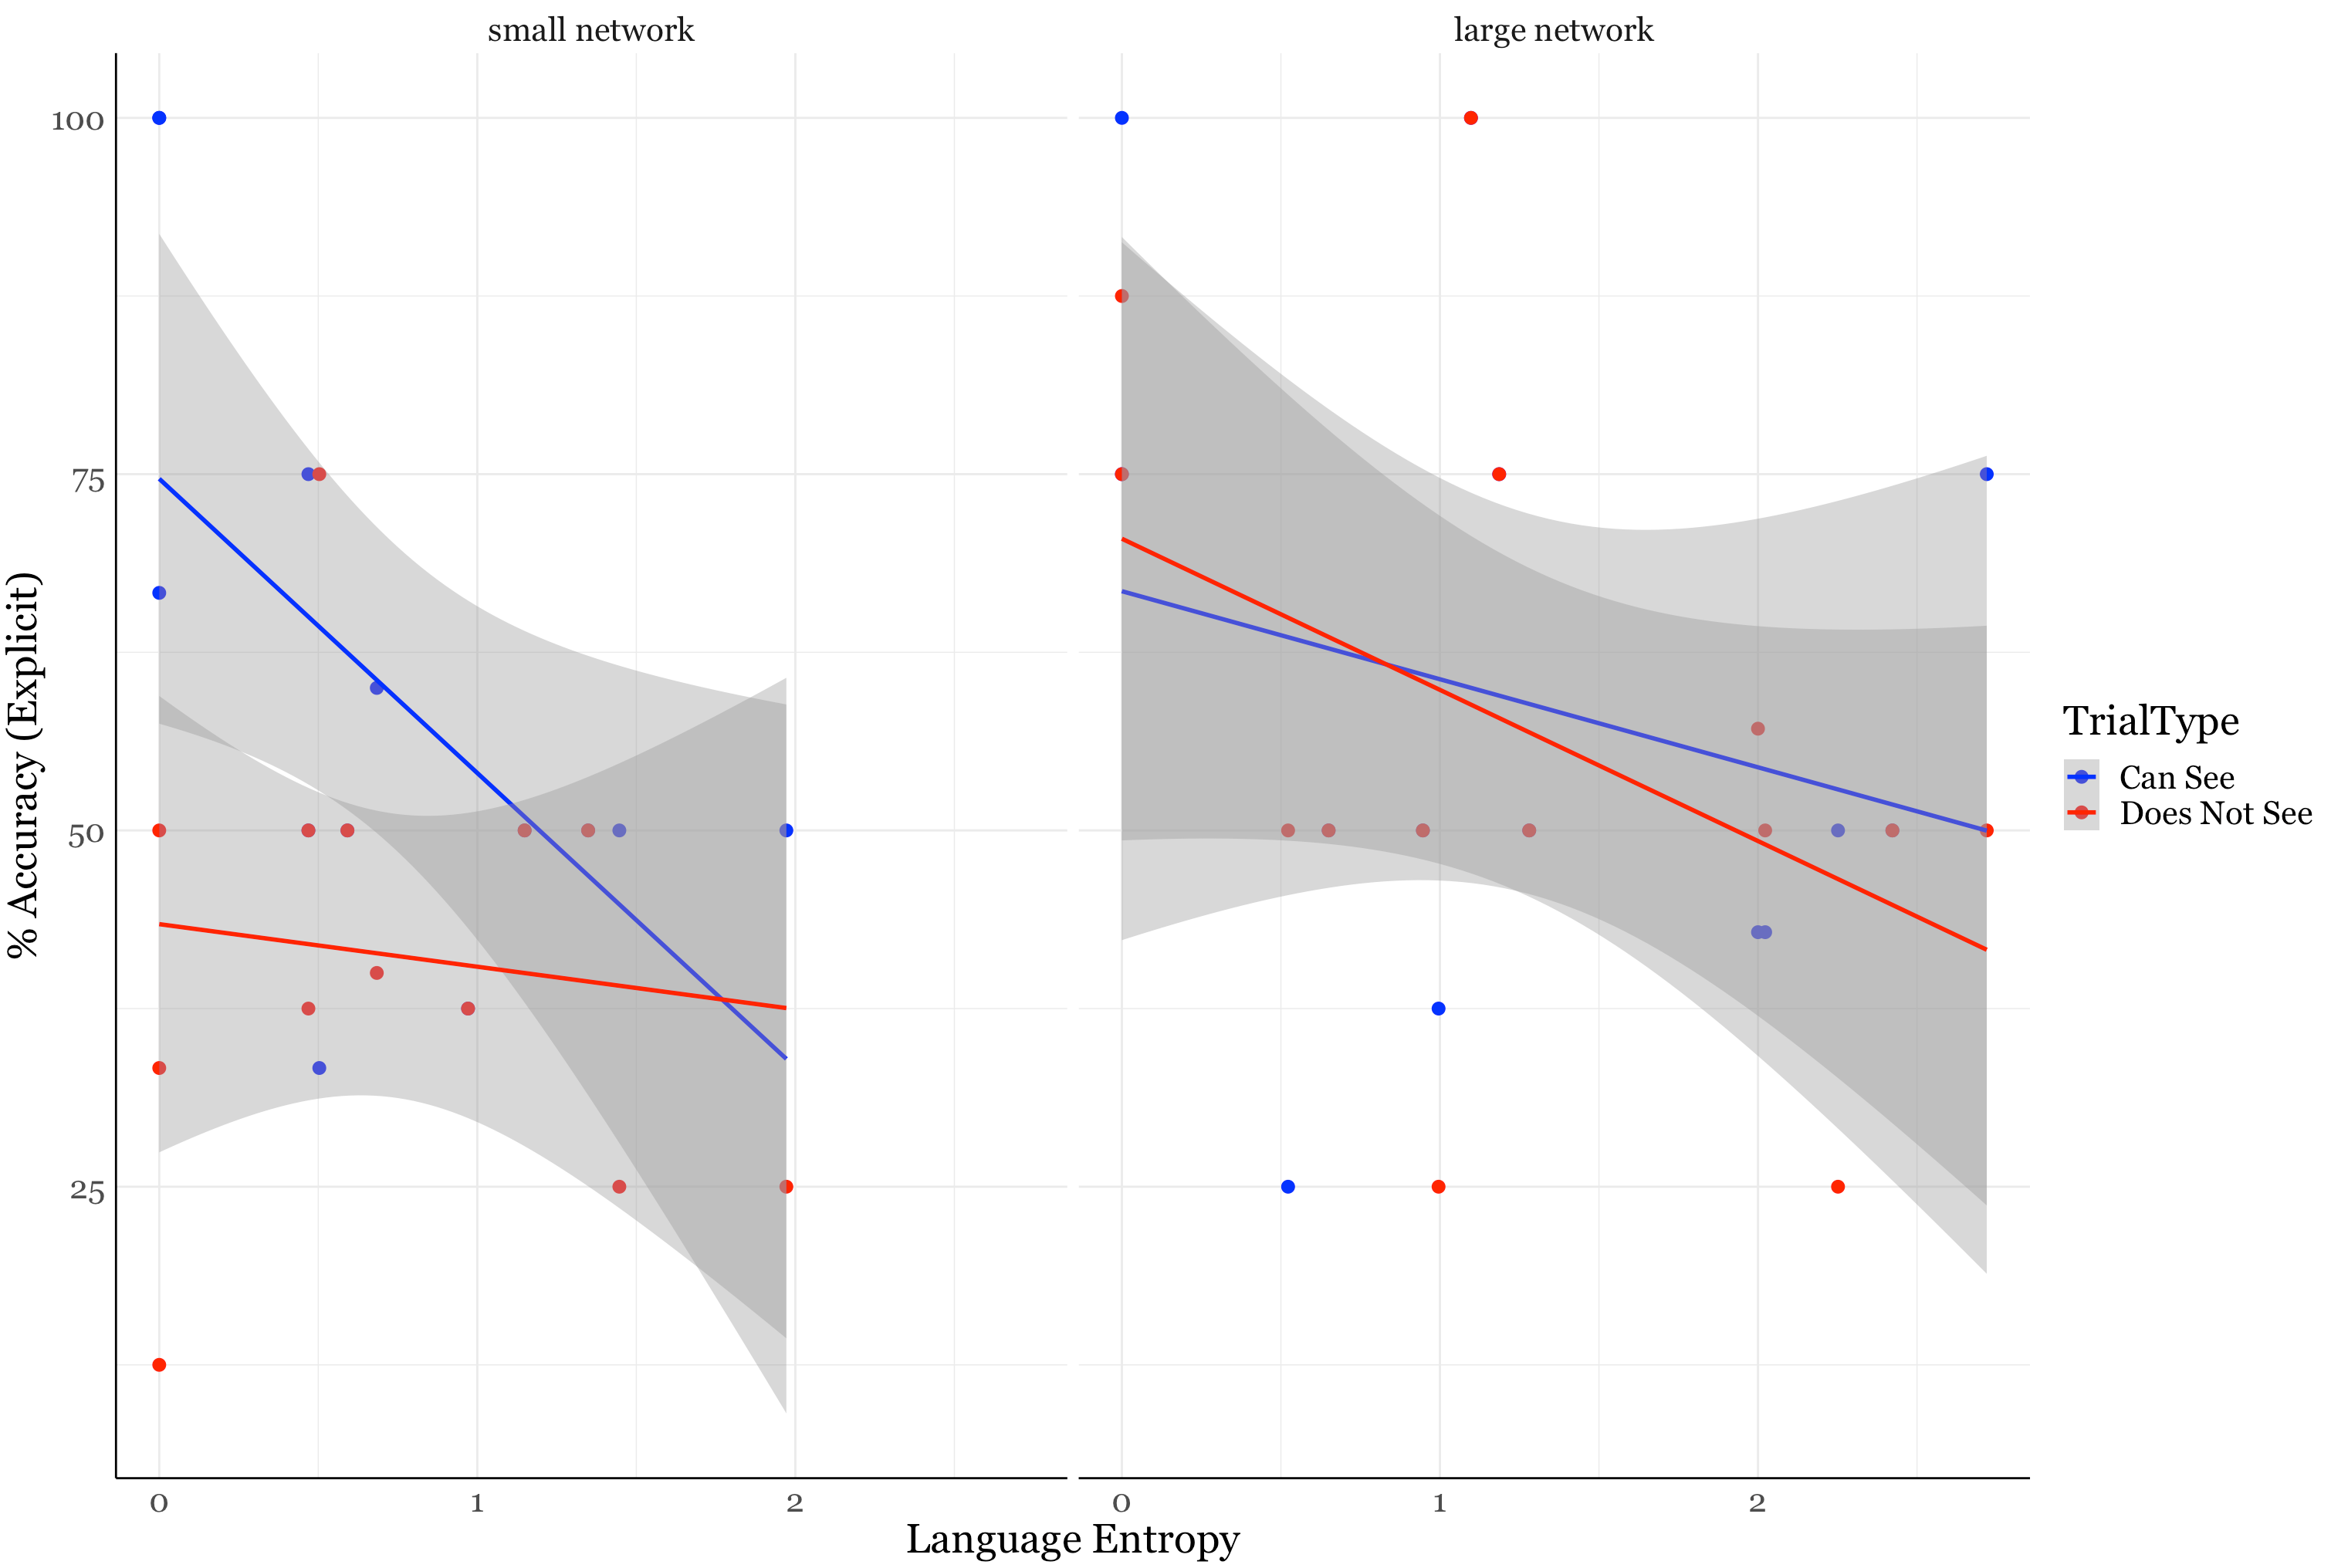 small network
large network
% Accuracy (Explicit)
100
75
50
25
0 1 2
0 1 2
Language Entropy
TrialType
Can See
Does Not See